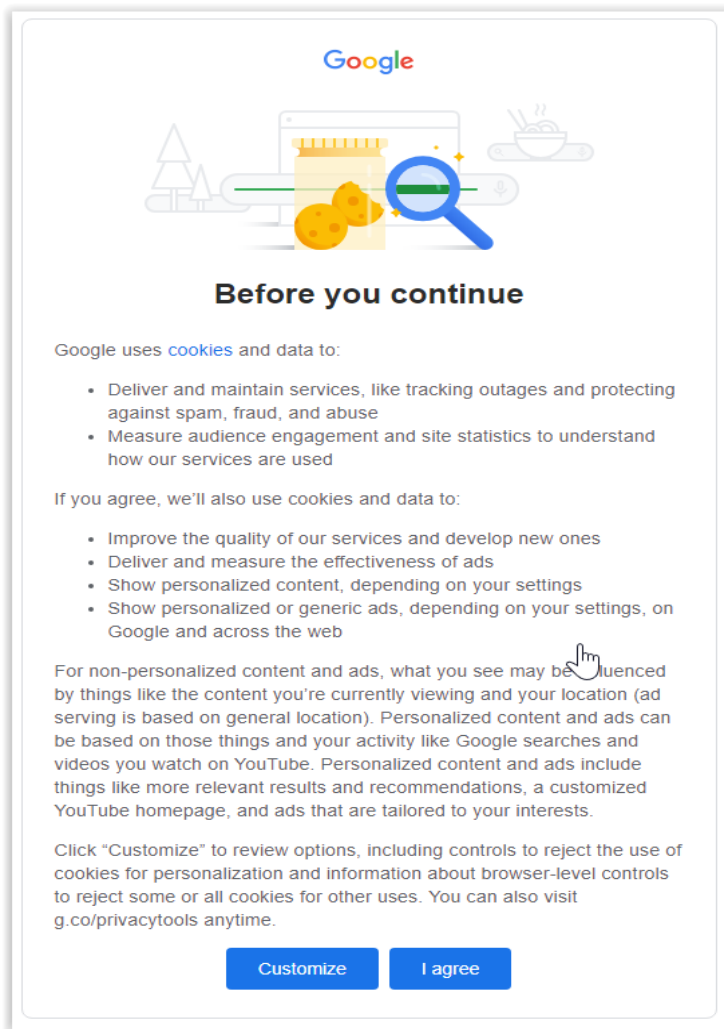 Google
Before you continue
Google uses cookies and data to:
• Deliver and maintain services, like tracking outages and protecting
against spam, fraud, and abuse
• Measure audience engagement and site statistics to understand
how our services are used
If you agree, we'll also use cookies and data to:
• Improve the quality of our services and develop new ones
• Deliver and measure the effectiveness of ads
• Show personalized content, depending on your settings
• Show personalized or generic ads, depending on your settings, on
Google and across the web
For non-personalized content and ads, what you see may be
by things like the content you're currently viewing and your location (ad
serving is based on general location). Personalized content and ads can
be based on those things and your activity like Google searches and
videos you watch on YouTube. Personalized content and ads include
things like more relevant results and recommendations, a customized
YouTube homepage, and ads that are tailored to your interests.
Click “Customize” to review options, including controls to reject the use of
cookies for personalization and information about browser-level controls
to reject some or all cookies for other uses. You can also visit
g.co/privacytools anytime.
Customize I agree